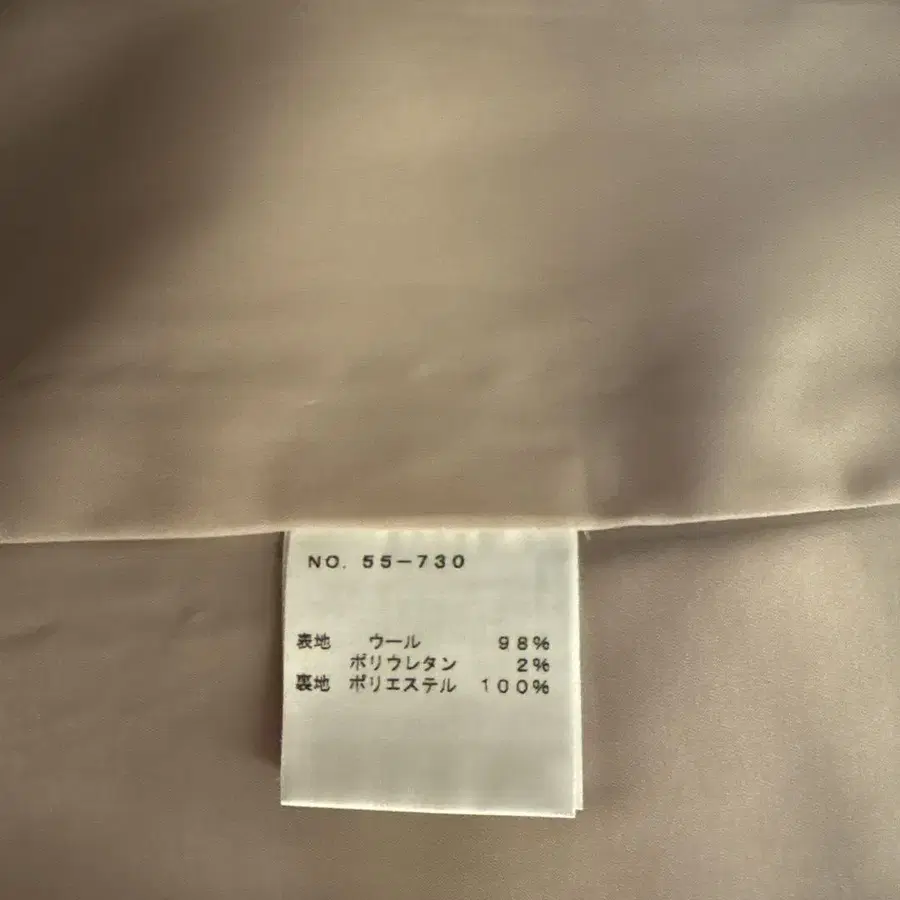 NO. 55-730
表地 ウール 98%
ポリウレタン 2%
裏地 ポリエステル 100%